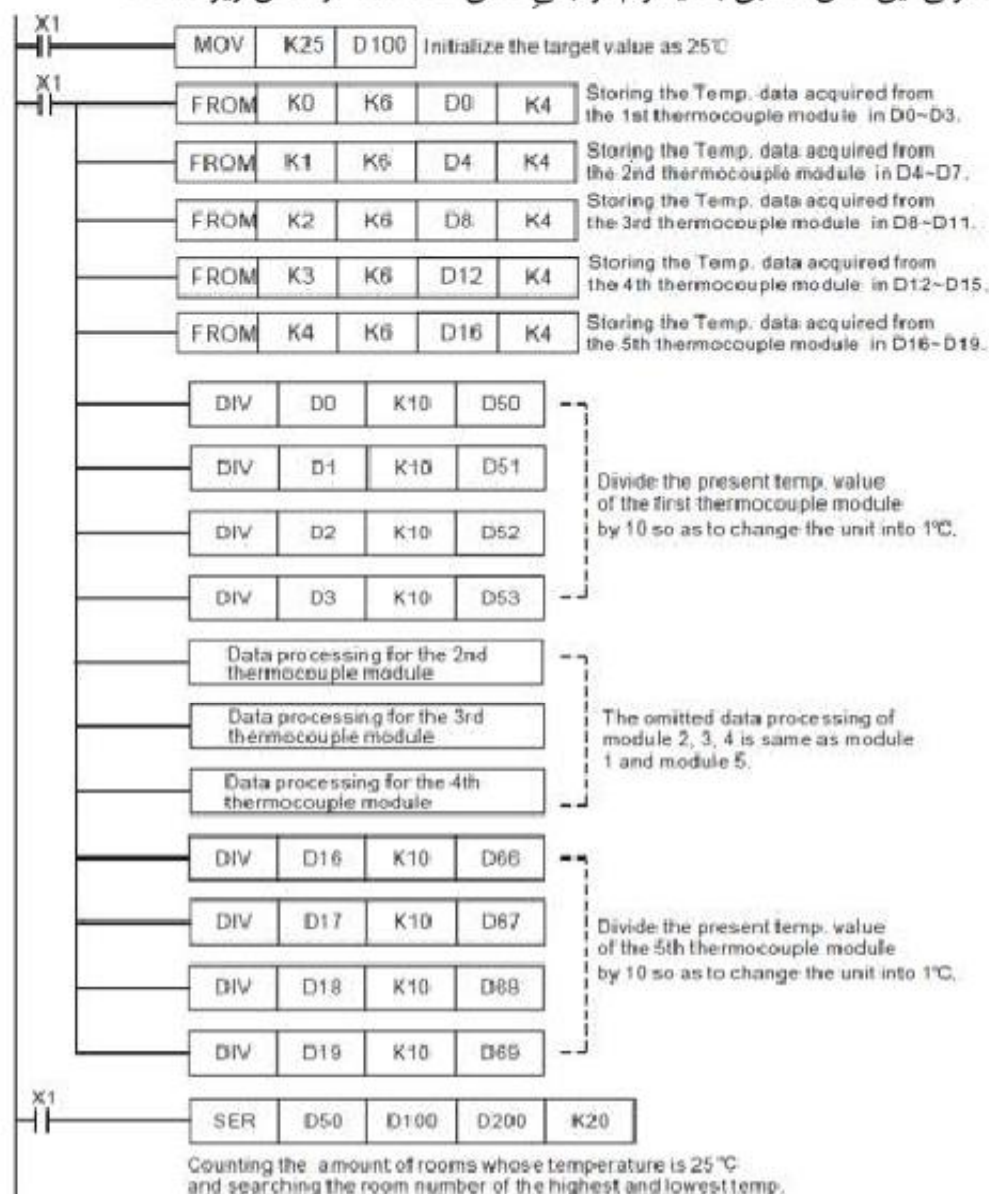 X1
MOV K25 D100 Initialize the target value as 25℃
X1
FROM K0 K6 D0 K4 Storing the Temp. data acquired from
the 1st thermocouple module in D0~D3.
FROM K1 K6 D4 K4 Storing the Temp. data acquired from
the 2nd thermocouple module in D4~D7.
FROM K2 K6 D8 K4 Storing the Temp. data acquired from
the 3rd thermocouple module in D8~D11.
FROM K3 K6 D12 K4 Storing the Temp. data acquired from
the 4th thermocouple module in D12~D15.
FROM K4 K6 D16 K4 Storing the Temp. data acquired from
the 5th thermocouple module in D16~D19.
DIV D0 K10 D50
DIV D1 K10 D51
DIV D2 K10 D52
DIV D3 K10 D53
Divide the present temp. value
of the first thermocouple module
by 10 so as to change the unit into 1℃.
Data processing for the 2nd
thermocouple module
Data processing for the 3rd
thermocouple module
Data processing for the 4th
thermocouple module
The omitted data processing of
module 2, 3, 4 is same as module
1 and module 5.
DIV D16 K10 D66
DIV D17 K10 D67
DIV D18 K10 D68
DIV D19 K10 D69
Divide the present temp. value
of the 5th thermocouple module
by 10 so as to change the unit into 1℃.
X1
SER D50 D100 D200 K20
Counting the amount of rooms whose temperature is 25℃
and searching the room number of the highest and lowest temp.